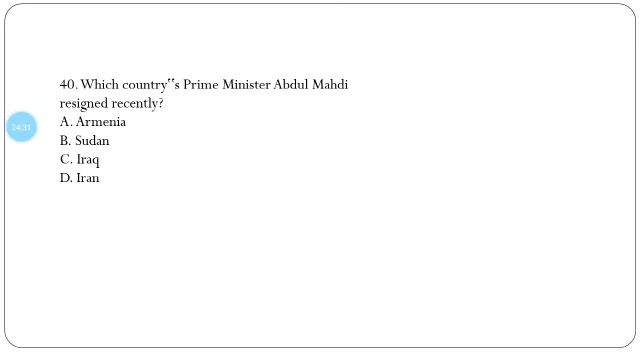 40. Which country‟s Prime Minister Abdul Mahdi
resigned recently?
A. Armenia
24:31
B. Sudan
C. Iraq
D. Iran